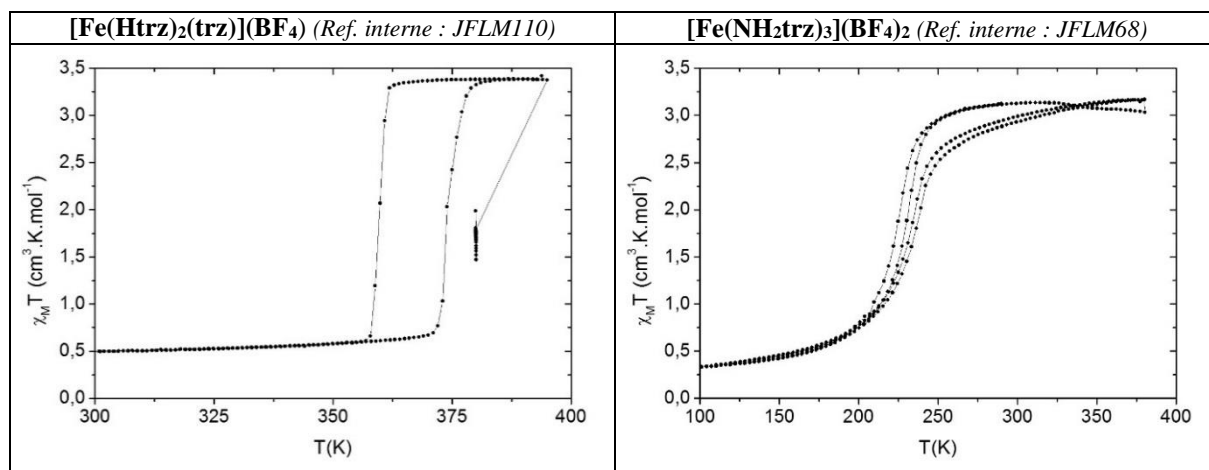 [Fe(Htrz)₂(trz)](BF₄) (Ref. interne : JFLM110)
[Fe(NH₂trz)₃](BF₄)₂ (Ref. interne : JFLM68)
3,5
3,0
2,5
2,0
1,5
1,0
0,5
0,0
χ_MT (cm³.K.mol⁻¹)
300 325 350 375 400
T(K)
3,5
3,0
2,5
2,0
1,5
1,0
0,5
0,0
χ_MT (cm³.K.mol⁻¹)
100 150 200 250 300 350 400
T(K)